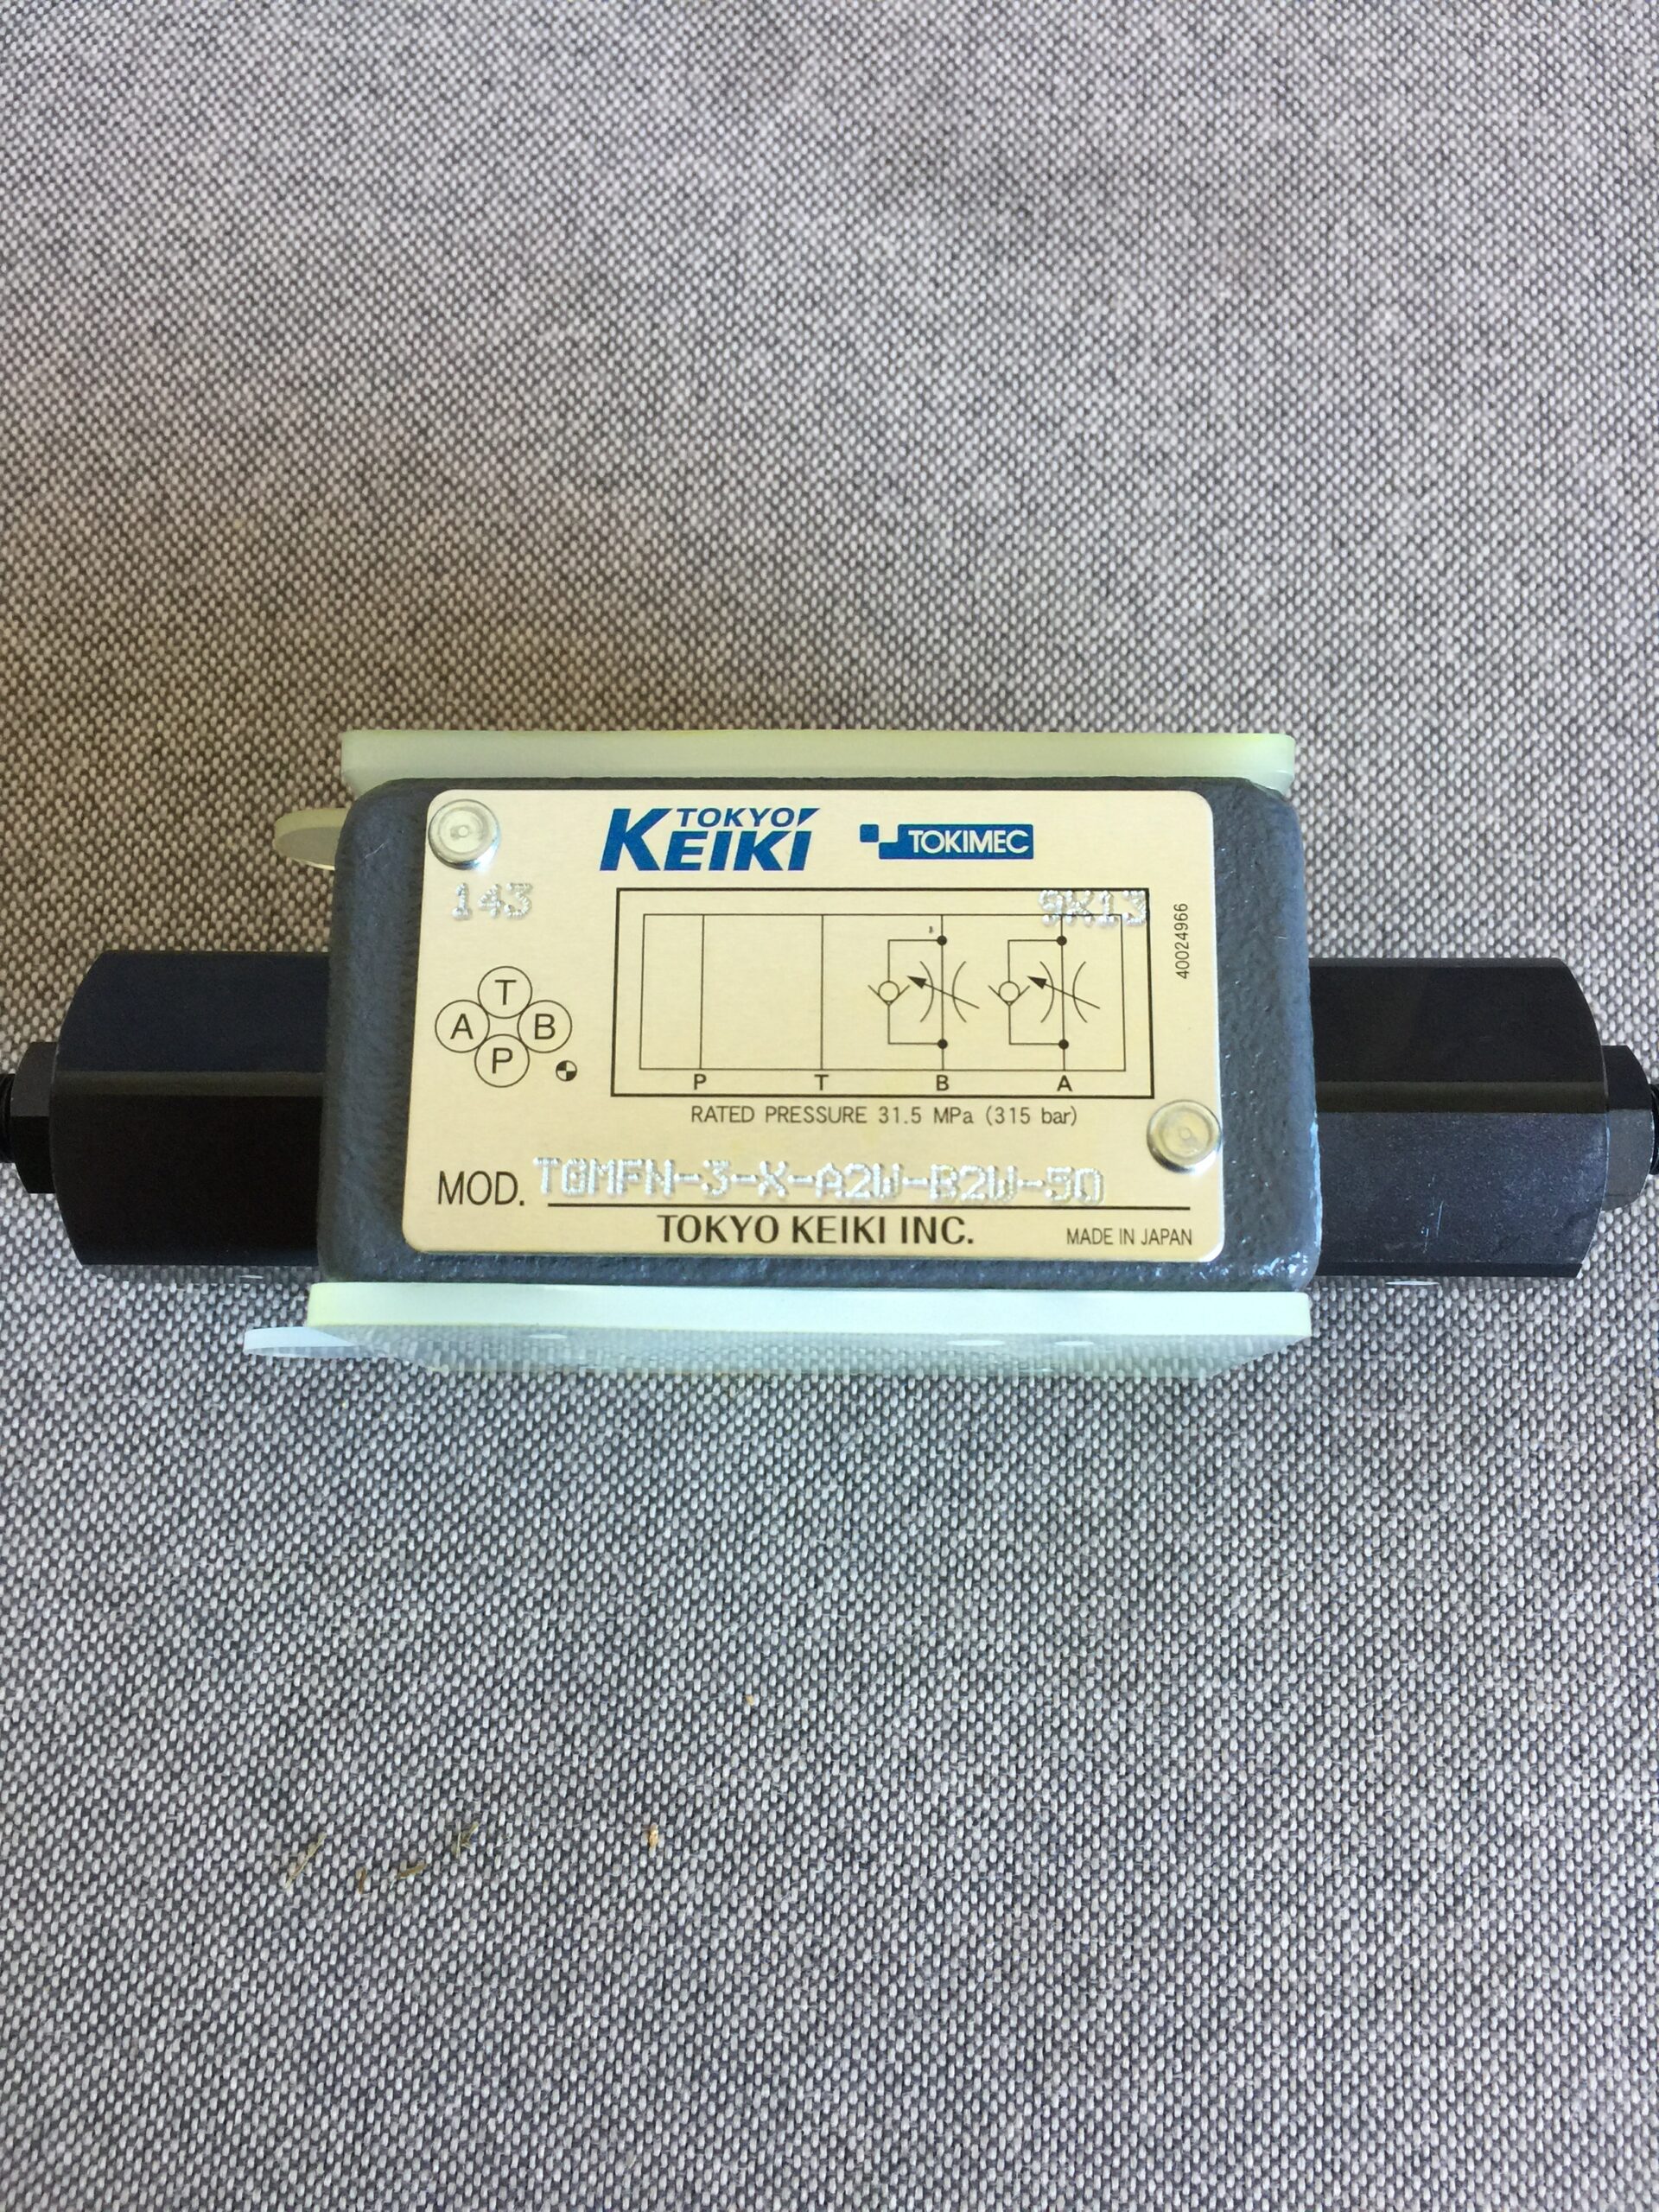 TOKYO
KEIKI
TOKIMEC
143
9K13
40024966
T
A B
P
P T B A
RATED PRESSURE 31.5 MPa (315 bar)
MOD. TGMFN-3-X-A2W-B2W-50
TOKYO KEIKI INC.
MADE IN JAPAN